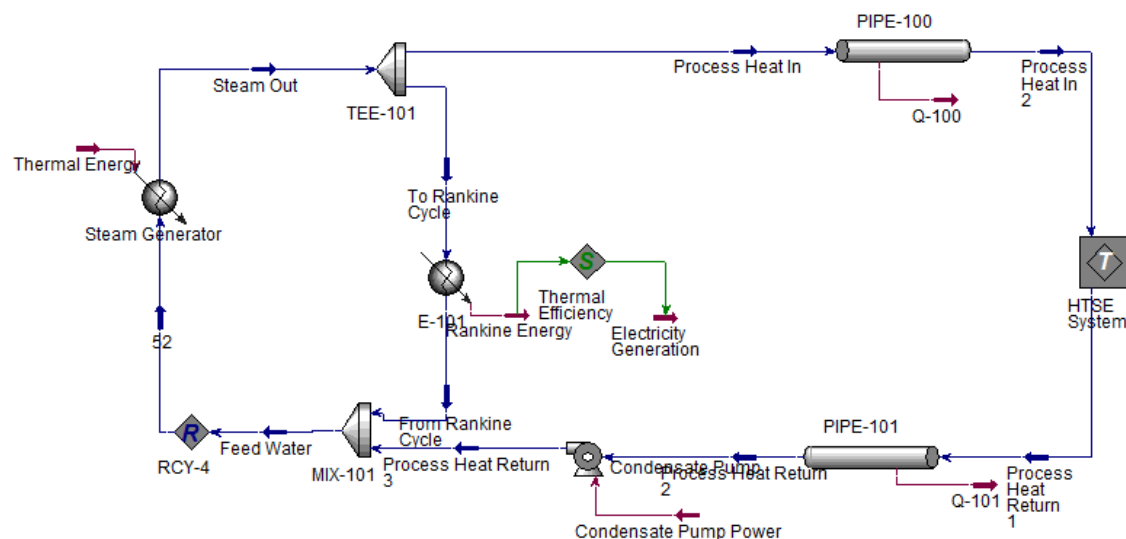 PIPE-100
Steam Out
TEE-101
Process Heat In
Process
Heat In
2
Q-100
Thermal Energy
Steam Generator
To Rankine
Cycle
S
T
E-101
Rankine Energy
Thermal
Efficiency
Electricity
Generation
HTSE
System
52
R
RCY-4
Feed Water
MIX-101
From Rankine
Cycle
Process Heat Return
3
Condensate Pump
Process Heat Return
2
PIPE-101
Q-101
Process
Heat
Return
1
Condensate Pump Power